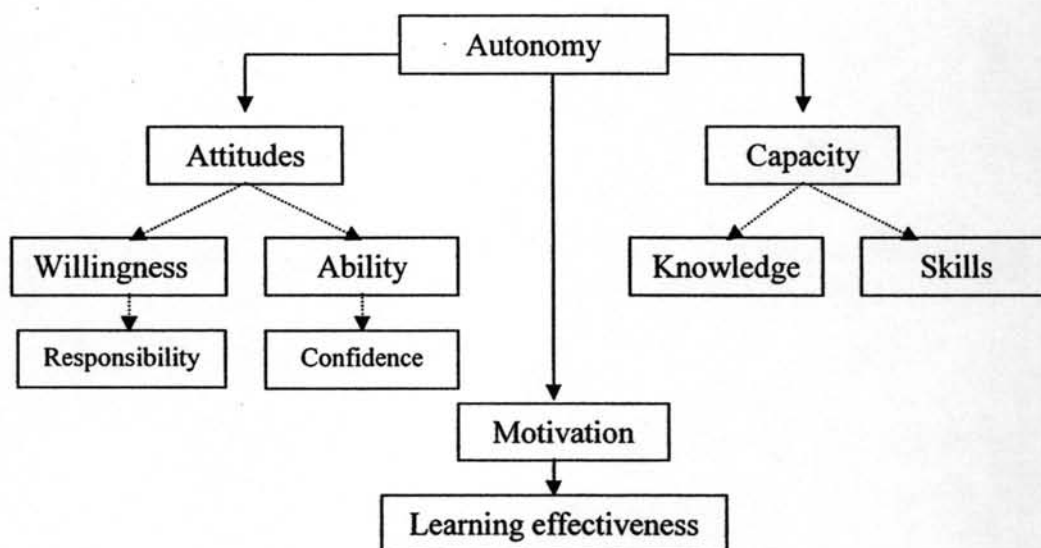 Autonomy
Attitudes
Capacity
Willingness
Ability
Knowledge
Skills
Responsibility
Confidence
Motivation
Learning effectiveness